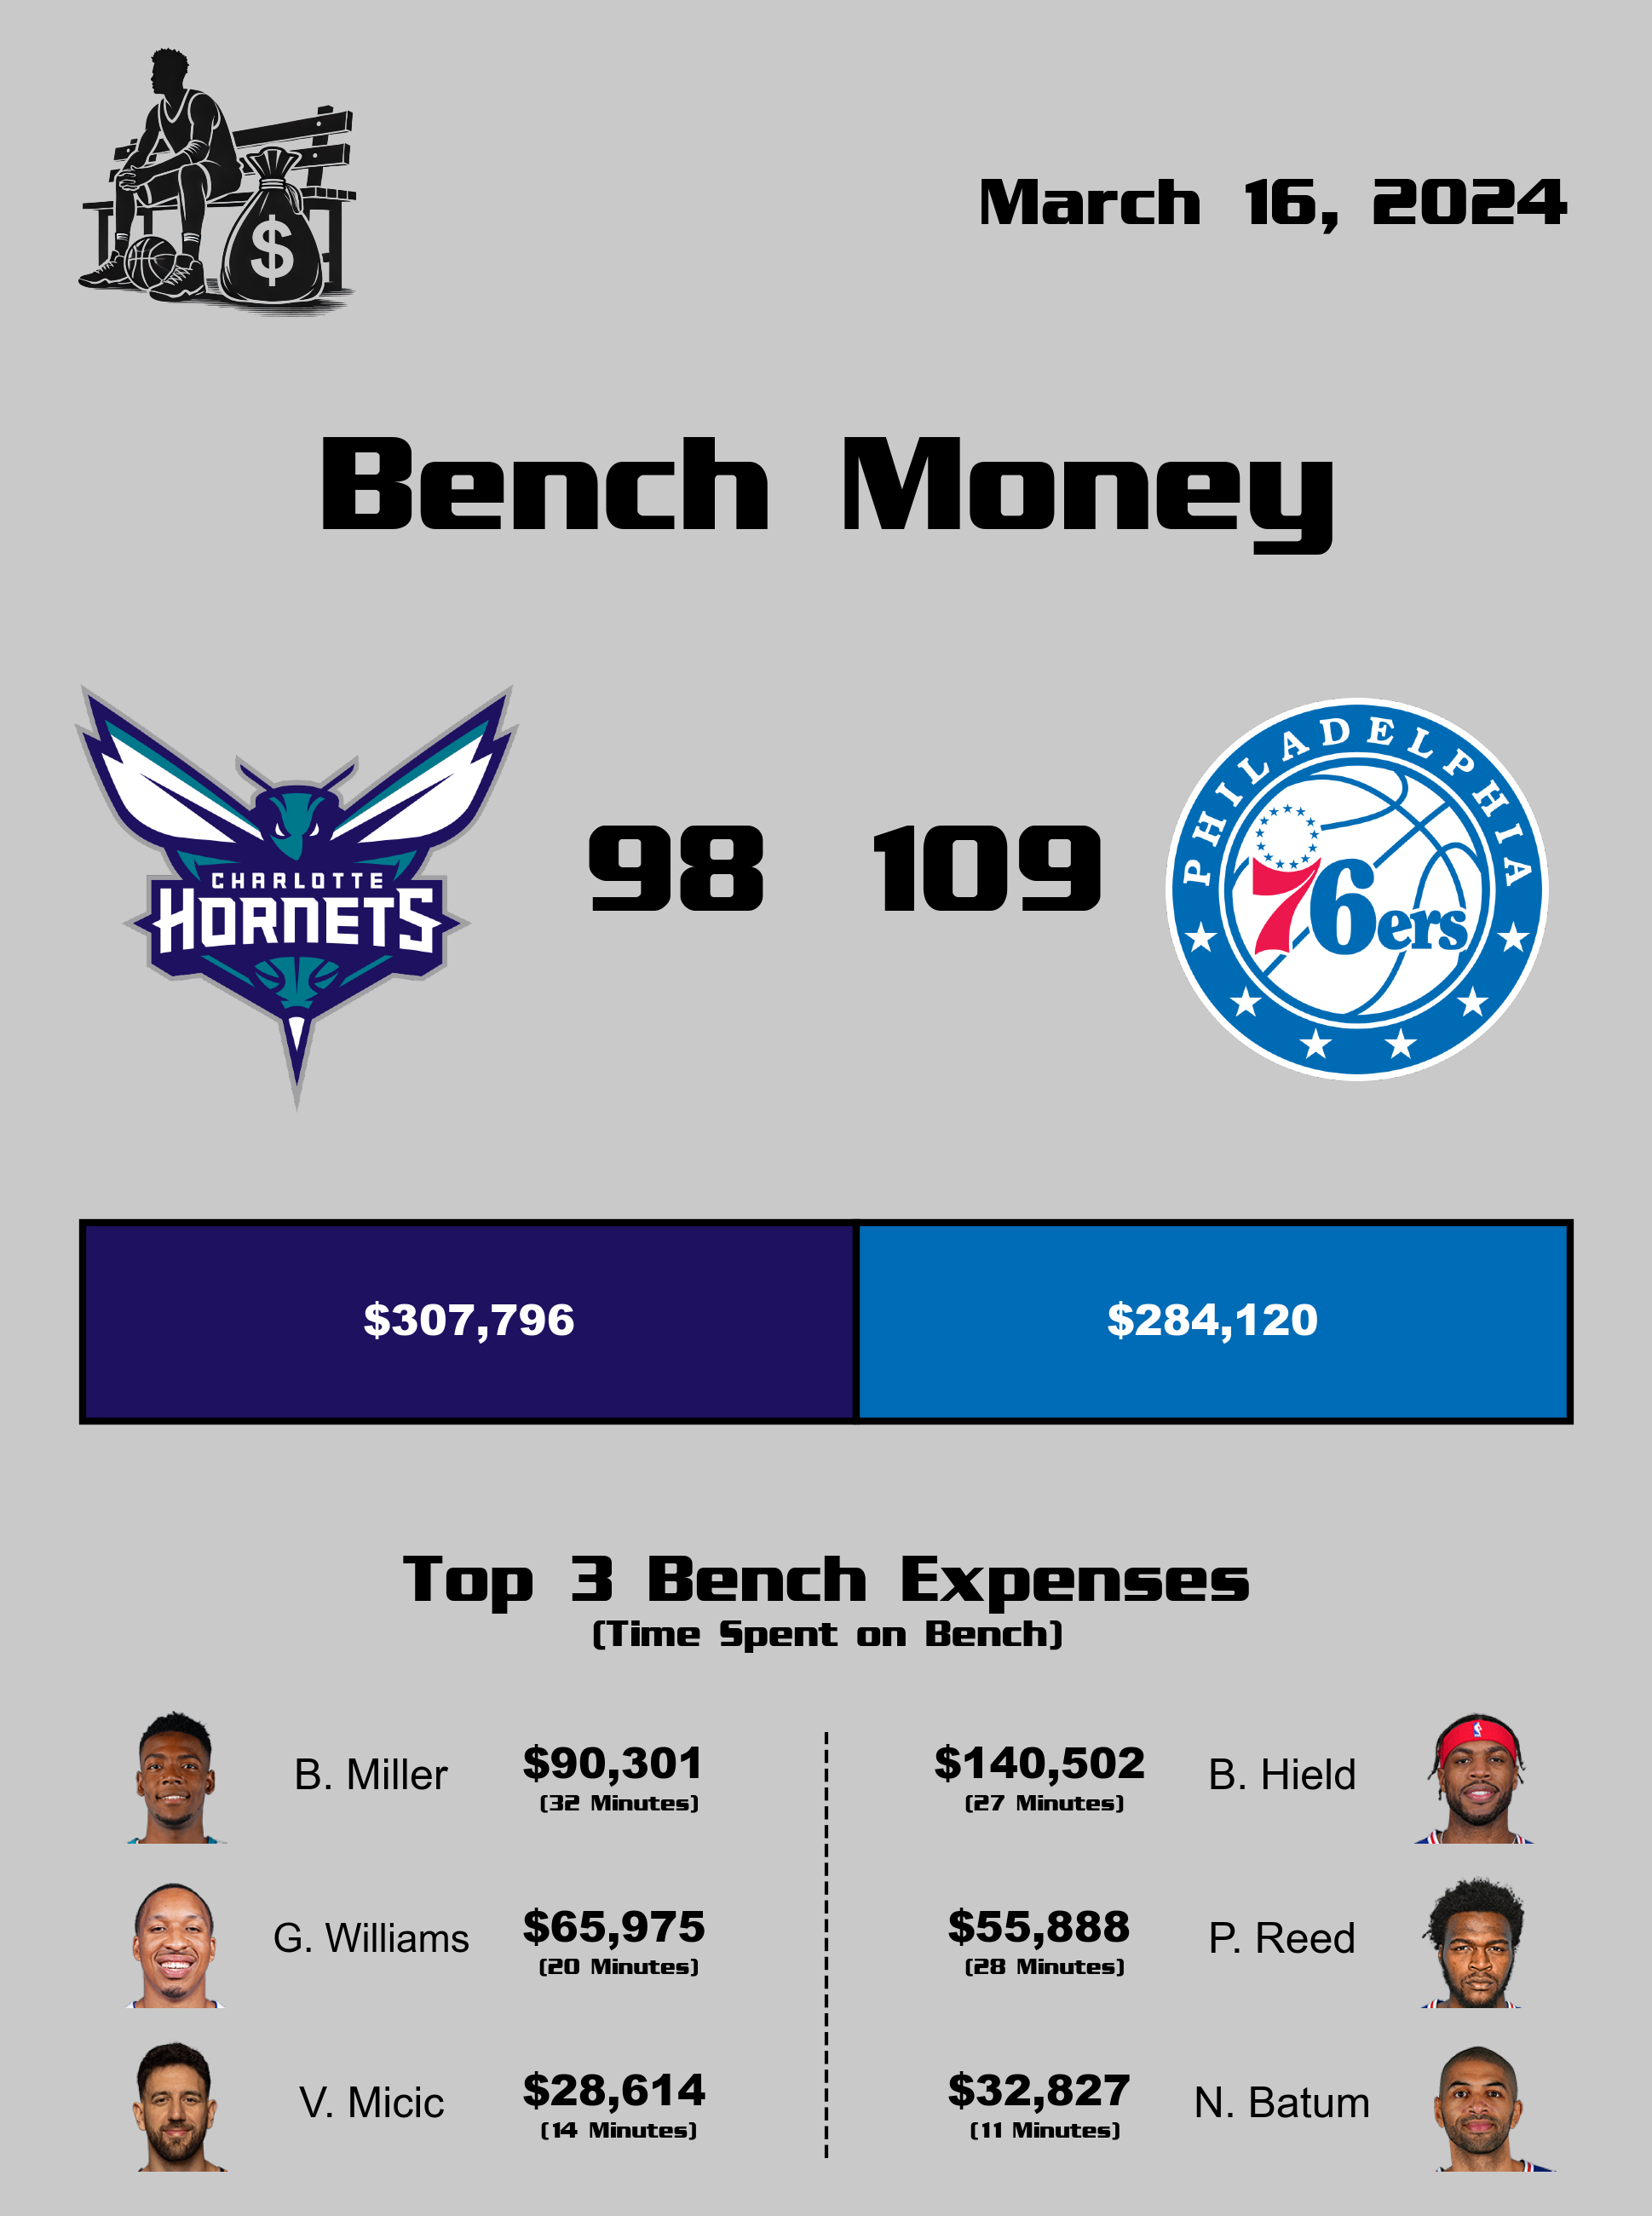 $
March 16, 2024
Bench Money
CHARLOTTE
HORNETS
98 109
PHILADELPHIA
76ers
$307,796 $284,120
Top 3 Bench Expenses
(Time Spent on Bench)
B. Miller $90,301 $140,502 B. Hield
(32 Minutes) (27 Minutes)
G. Williams $65,975 $55,888 P. Reed
(20 Minutes) (28 Minutes)
V. Micic $28,614 $32,827 N. Batum
(14 Minutes) (11 Minutes)